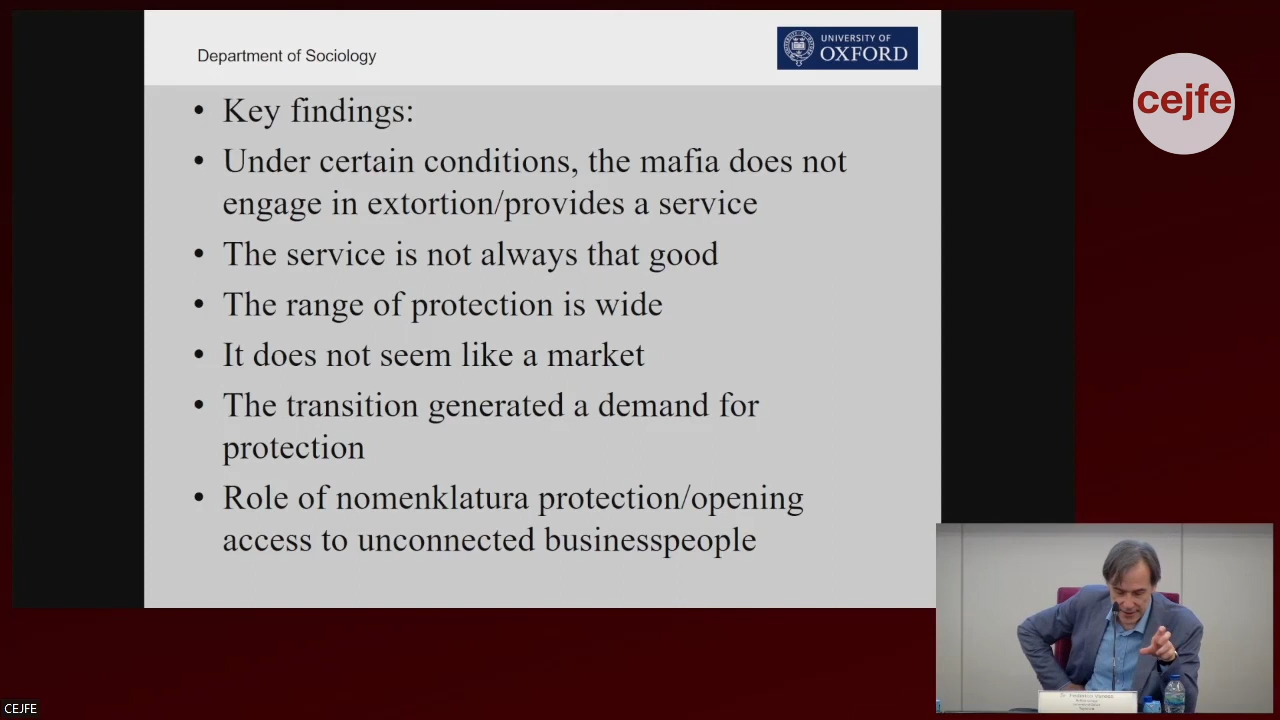 Department of Sociology
UNIVERSITY OF
OXFORD
cejfe
• Key findings:
• Under certain conditions, the mafia does not
engage in extortion/provides a service
• The service is not always that good
• The range of protection is wide
• It does not seem like a market
• The transition generated a demand for
protection
• Role of nomenklatura protection/opening
access to unconnected businesspeople
CEJFE